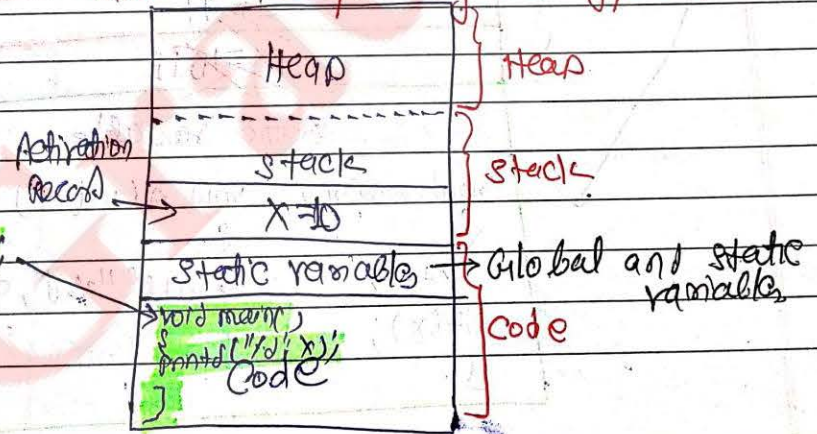 Heap
Heap
Activation
Record
stack
stack
X=10
static variables
Global and static
variables
void main,
{
printf("%d", x);
Code
}
code